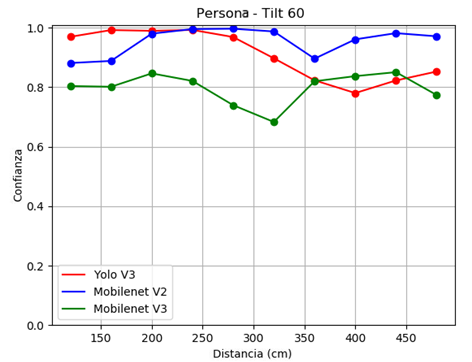 Persona - Tilt 60
Confianza
1.0
0.8
0.6
0.4
0.2
0.0
Yolo V3
Mobilenet V2
Mobilenet V3
150 200 250 300 350 400 450
Distancia (cm)